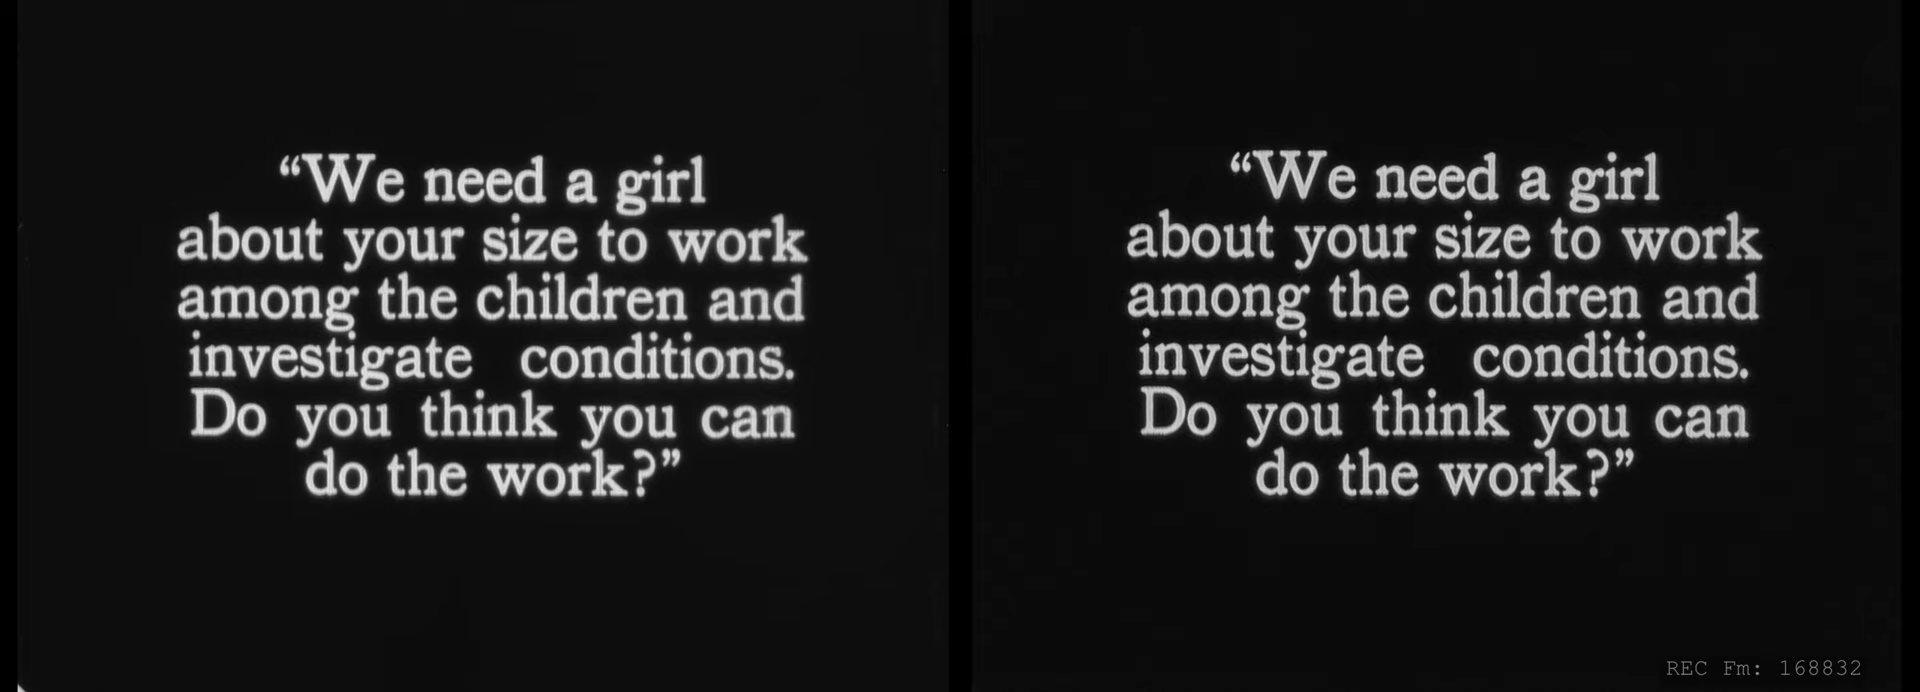 “We need a girl
about your size to work
among the children and
investigate conditions.
Do you think you can
do the work?”
“We need a girl
about your size to work
among the children and
investigate conditions.
Do you think you can
do the work?”
REC Fm: 168832